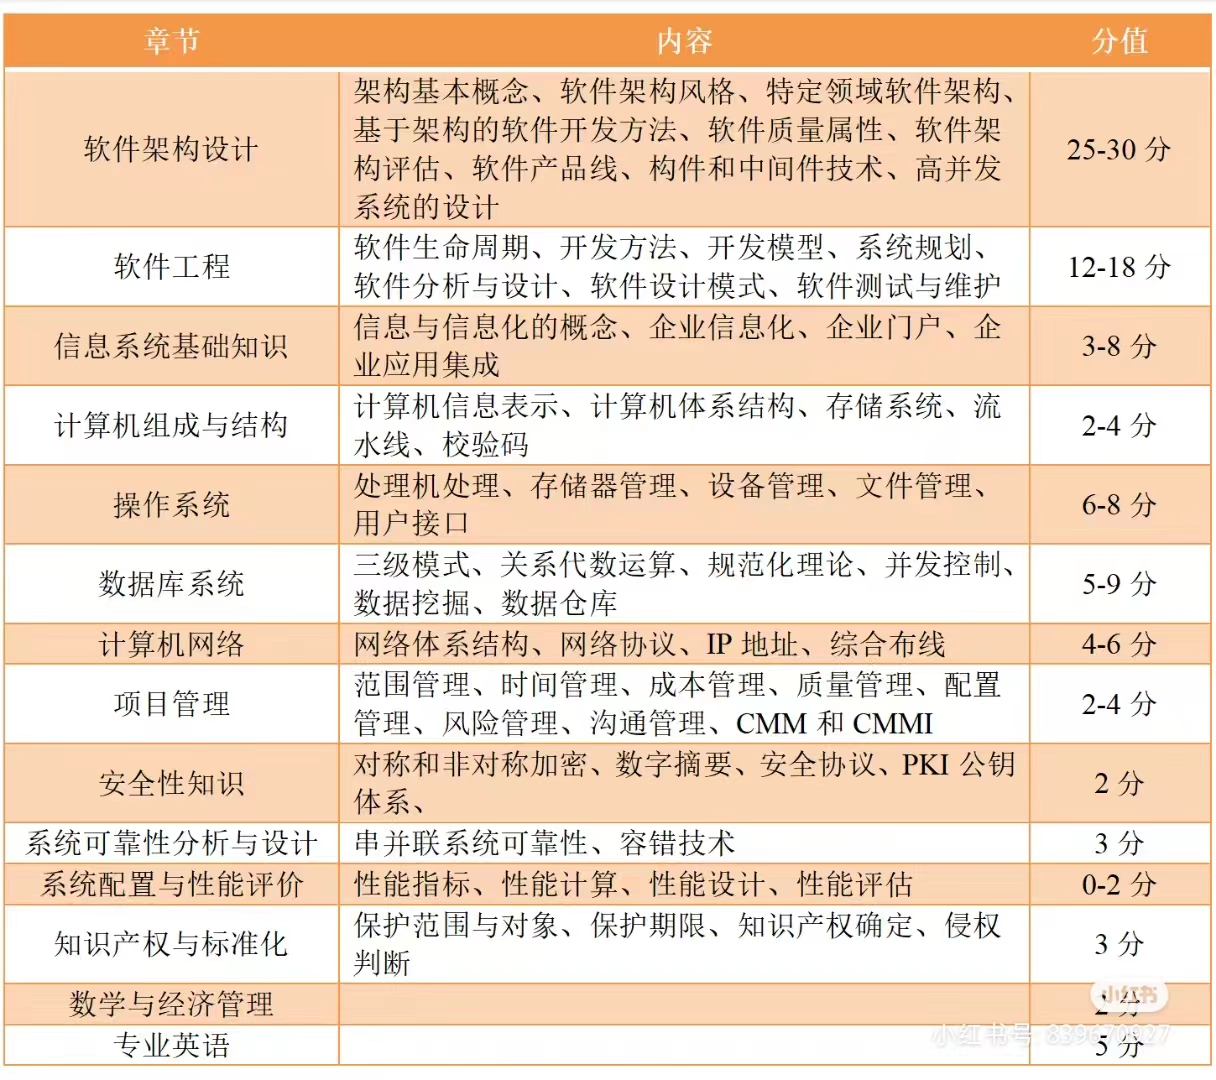 章节 内容 分值
软件架构设计
架构基本概念、软件架构风格、特定领域软件架构、
基于架构的软件开发方法、软件质量属性、软件架
构评估、软件产品线、构件和中间件技术、高并发
系统的设计
25-30 分
软件工程
软件生命周期、开发方法、开发模型、系统规划、
软件分析与设计、软件设计模式、软件测试与维护
12-18 分
信息系统基础知识
信息与信息化的概念、企业信息化、企业门户、企
业应用集成
3-8 分
计算机组成与结构
计算机信息表示、计算机体系结构、存储系统、流
水线、校验码
2-4 分
操作系统
处理机处理、存储器管理、设备管理、文件管理、
用户接口
6-8 分
数据库系统
三级模式、关系代数运算、规范化理论、并发控制、
数据挖掘、数据仓库
5-9 分
计算机网络 网络体系结构、网络协议、IP 地址、综合布线 4-6 分
项目管理
范围管理、时间管理、成本管理、质量管理、配置
管理、风险管理、沟通管理、CMM 和 CMMI
2-4 分
安全性知识
对称和非对称加密、数字摘要、安全协议、PKI 公钥
体系、
2 分
系统可靠性分析与设计 串并联系统可靠性、容错技术 3 分
系统配置与性能评价 性能指标、性能计算、性能设计、性能评估 0-2 分
知识产权与标准化
保护范围与对象、保护期限、知识产权确定、侵权
判断
3 分
数学与经济管理 分
小红书
专业英语 5 分
小红书号: 839670927